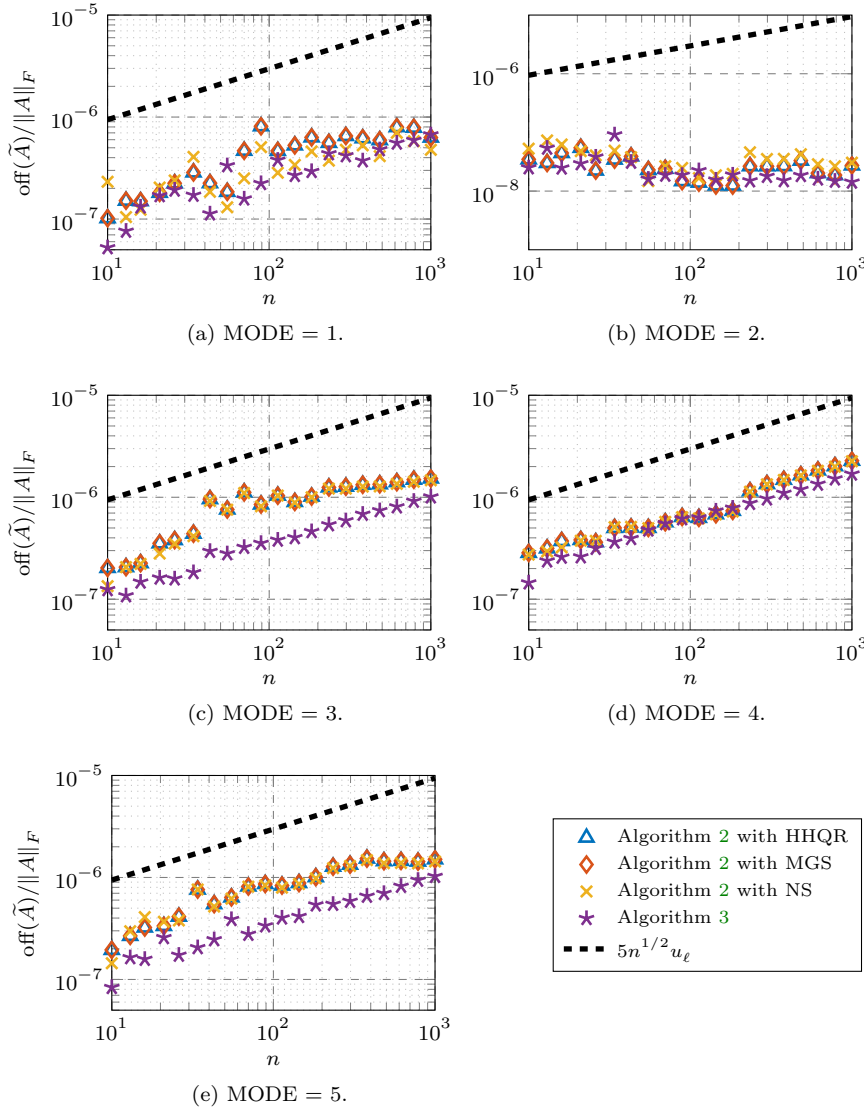 10^{-5}
10^{-6}
10^{-7}
off(Ã)/‖A‖_F
10^1
10^2
10^3
n
(a) MODE = 1.
10^{-6}
10^{-8}
10^1
10^2
10^3
n
(b) MODE = 2.
10^{-5}
10^{-6}
10^{-7}
off(Ã)/‖A‖_F
10^1
10^2
10^3
n
(c) MODE = 3.
10^{-5}
10^{-6}
10^{-7}
10^1
10^2
10^3
n
(d) MODE = 4.
10^{-5}
10^{-6}
10^{-7}
off(Ã)/‖A‖_F
10^1
10^2
10^3
n
(e) MODE = 5.
Algorithm 2 with HHQR
Algorithm 2 with MGS
Algorithm 2 with NS
Algorithm 3
5n^{1/2}u_ℓ